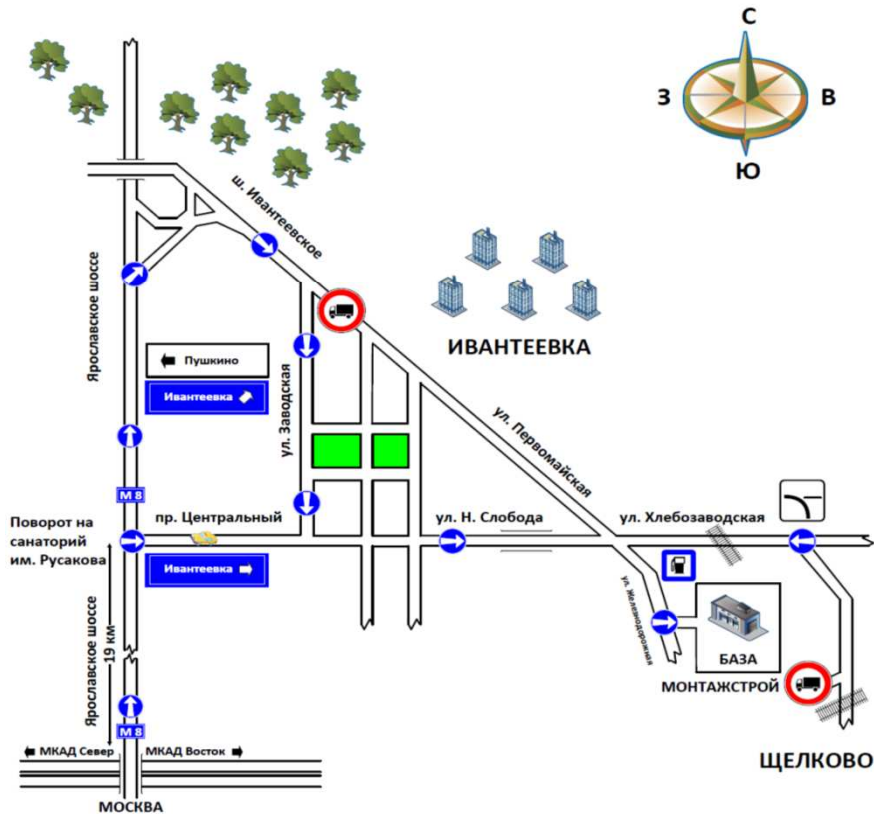 С
З
В
Ю
ш. Ивантеевское
Ярославское шоссе
ИВАНТЕЕВКА
Пушкино
Ивантеевка
ул. Заводская
ул. Первомайская
М 8
Поворот на
санаторий
им. Русакова
пр. Центральный
ул. Н. Слобода
ул. Хлебозаводская
Ивантеевка
ул. Железнодорожная
Ярославское шоссе
19 км
БАЗА
МОНТАЖСТРОЙ
М 8
МКАД Север
МКАД Восток
ЩЕЛКОВО
МОСКВА